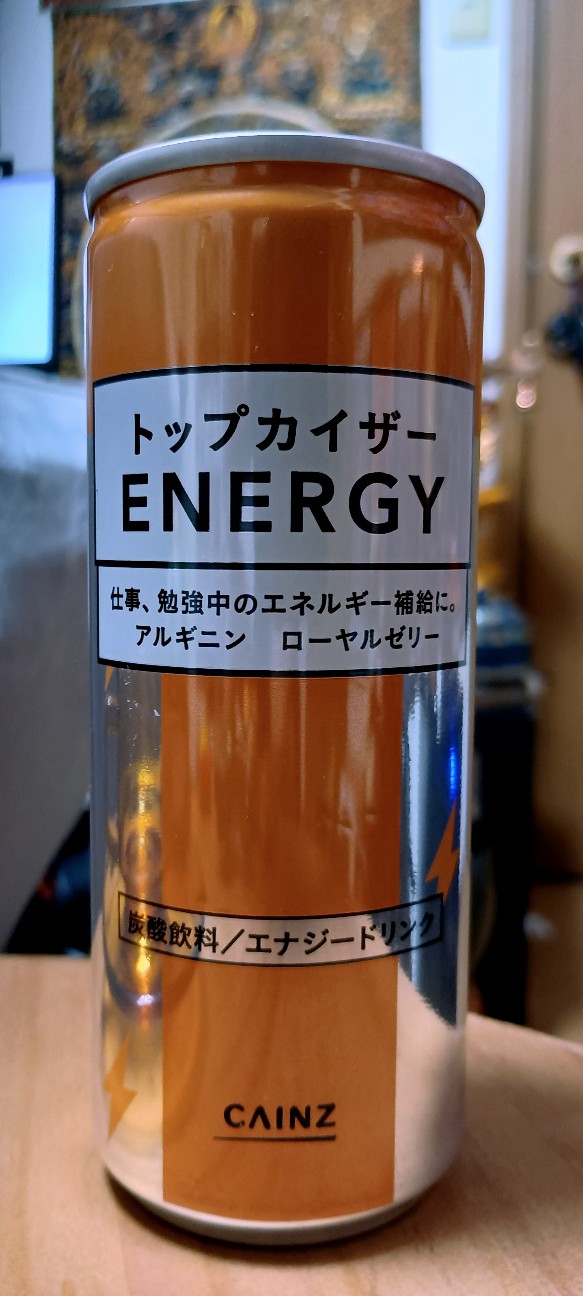 トップカイザー
ENERGY
仕事、勉強中のエネルギー補給に。
アルギニン ローヤルゼリー
炭酸飲料／エナジードリンク
CAINZ